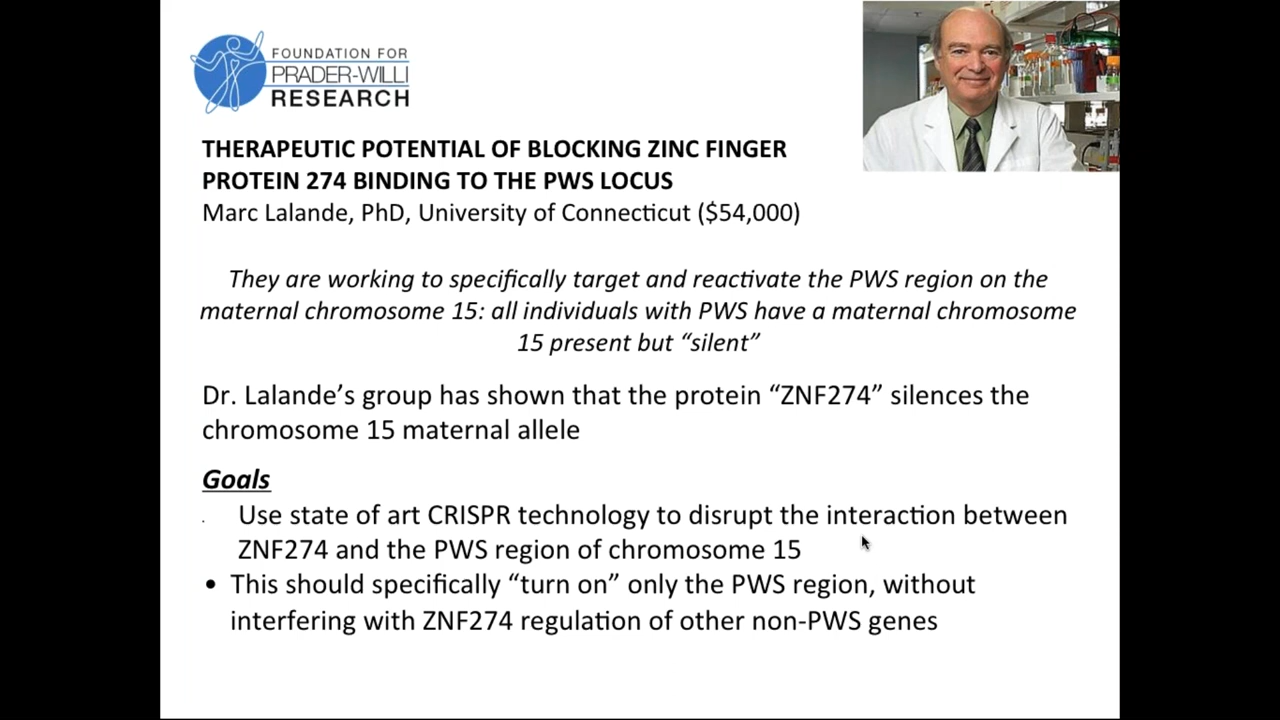 FOUNDATION FOR
PRADER-WILLI
RESEARCH
THERAPEUTIC POTENTIAL OF BLOCKING ZINC FINGER
PROTEIN 274 BINDING TO THE PWS LOCUS
Marc Lalande, PhD, University of Connecticut ($54,000)
They are working to specifically target and reactivate the PWS region on the
maternal chromosome 15: all individuals with PWS have a maternal chromosome
15 present but “silent”
Dr. Lalande’s group has shown that the protein “ZNF274” silences the
chromosome 15 maternal allele
Goals
Use state of art CRISPR technology to disrupt the interaction between
ZNF274 and the PWS region of chromosome 15
• This should specifically “turn on” only the PWS region, without
interfering with ZNF274 regulation of other non-PWS genes